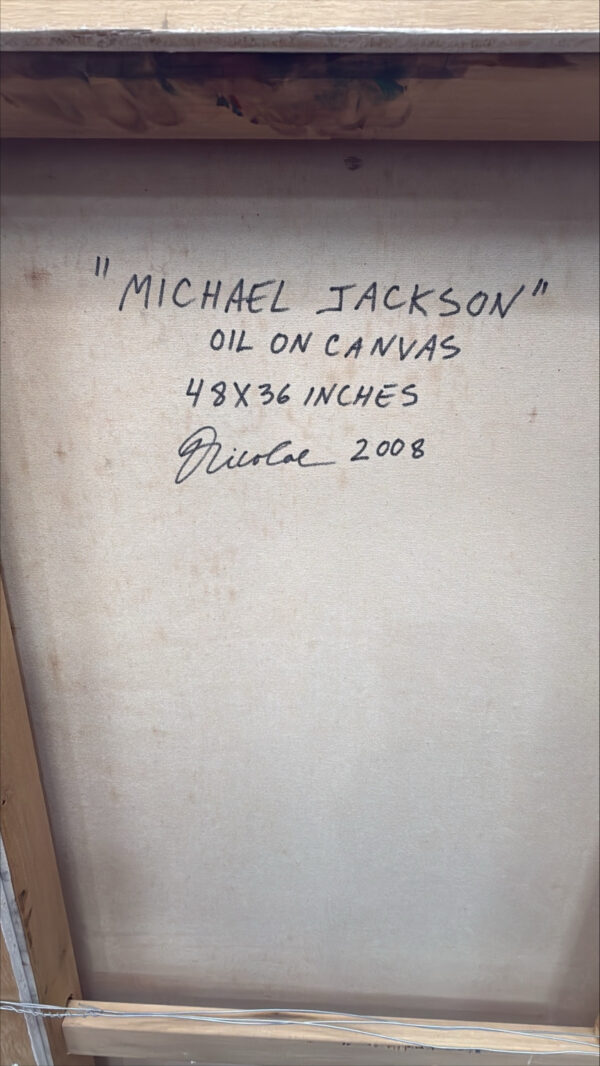 "MICHAEL JACKSON"
OIL ON CANVAS
48X36 INCHES
Nicolae 2008